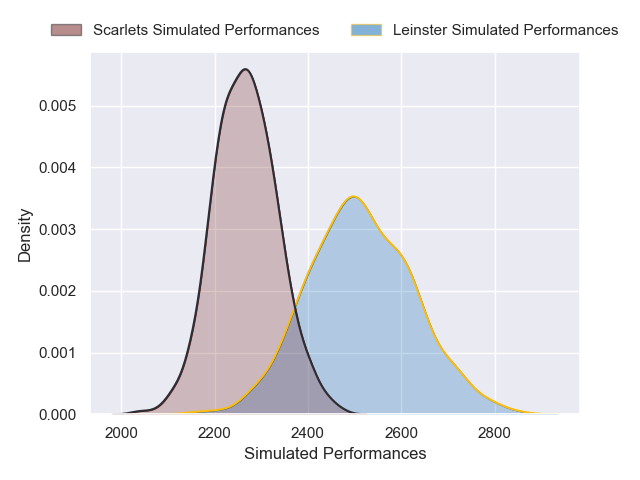 Scarlets Simulated Performances
Leinster Simulated Performances
0.005
0.004
0.003
0.002
0.001
0.000
Density
2000 2200 2400 2600 2800
Simulated Performances